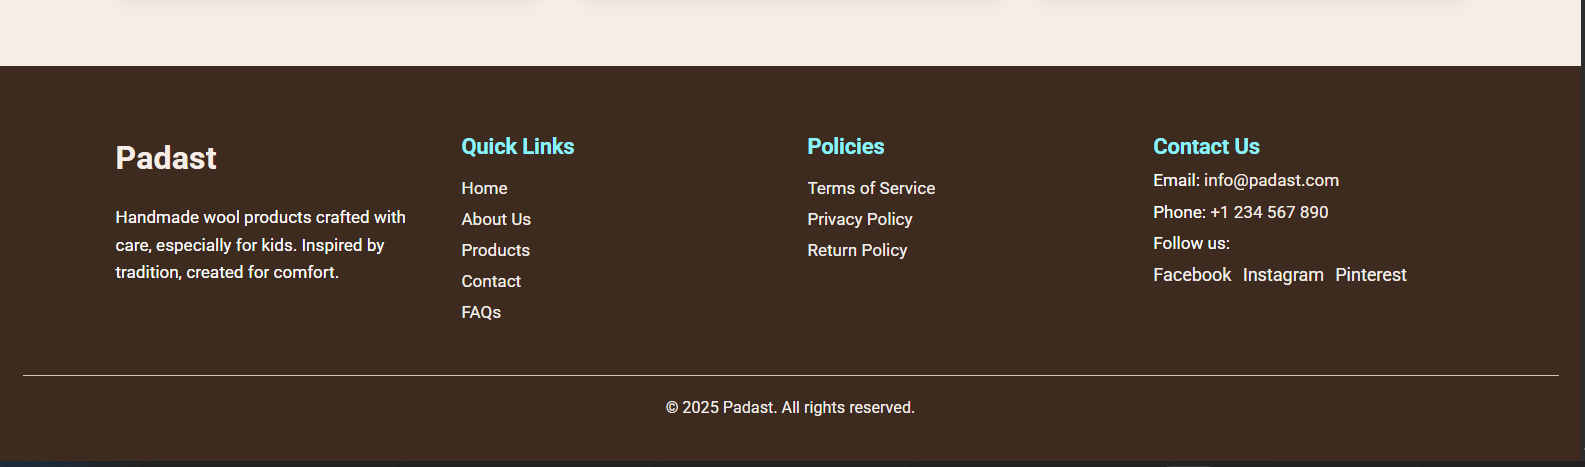 Padast
Handmade wool products crafted with
care, especially for kids. Inspired by
tradition, created for comfort.
Quick Links
Home
About Us
Products
Contact
FAQs
Policies
Terms of Service
Privacy Policy
Return Policy
Contact Us
Email: info@padast.com
Phone: +1 234 567 890
Follow us:
Facebook Instagram Pinterest
© 2025 Padast. All rights reserved.